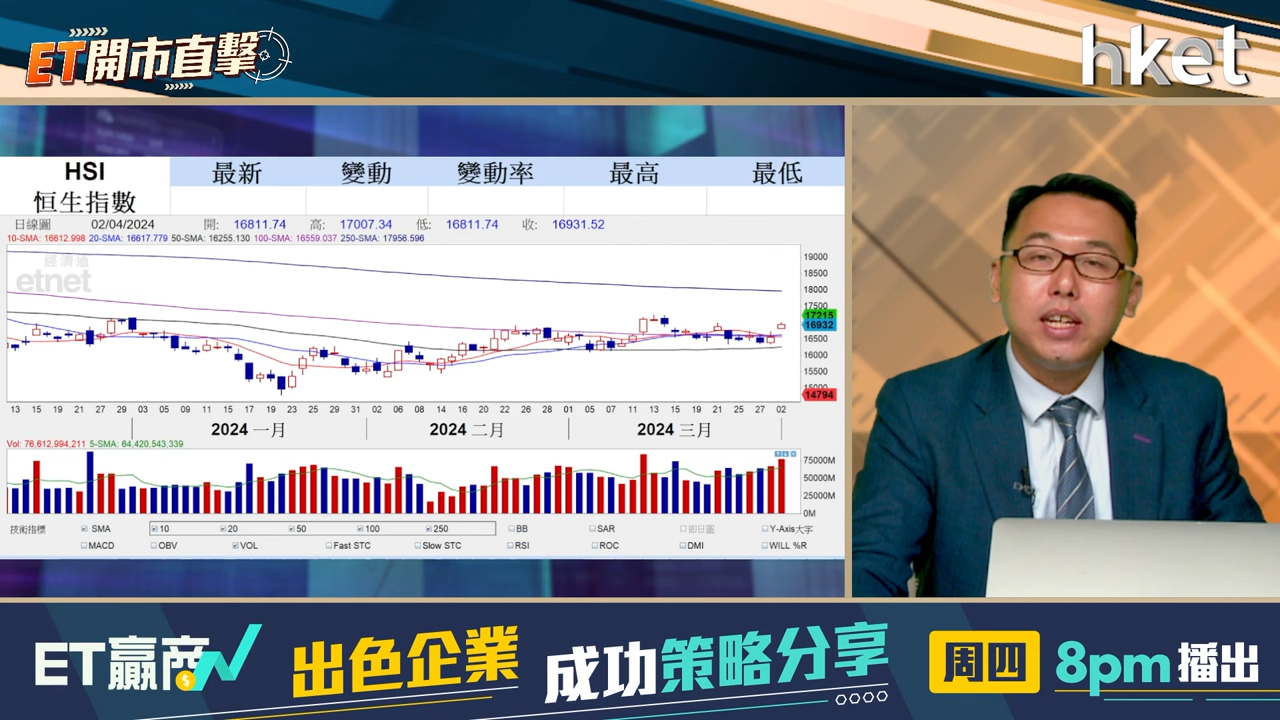 ET開市直擊
hket
HSI 最新 變動 變動率 最高 最低
恒生指數
日線圖 02/04/2024 開: 16811.74 高: 17007.34 低: 16811.74 收: 16931.52
10-SMA: 16612.998 20-SMA: 16617.779 50-SMA: 16255.130 100-SMA: 16559.037 250-SMA: 17956.596
經濟通
etnet
19000
18500
18000
17500
17215
16932
16500
16000
15500
15000
14794
13 15 19 21 27 29 03 05 09 11 15 17 19 23 25 29 31 02 06 08 14 16 20 22 26 28 01 05 07 11 13 15 19 21 25 27 02
2024 一月 2024 二月 2024 三月
Vol: 76,612,994,211 5-SMA: 64,420,543,339
75000M
50000M
25000M
0M
技術指標 SMA 10 20 50 100 250 BB SAR 即日圖 Y-Axis大字
MACD OBV VOL Fast STC Slow STC RSI ROC DMI WILL %R
ET贏商 出色企業 成功策略分享 周四 8pm播出